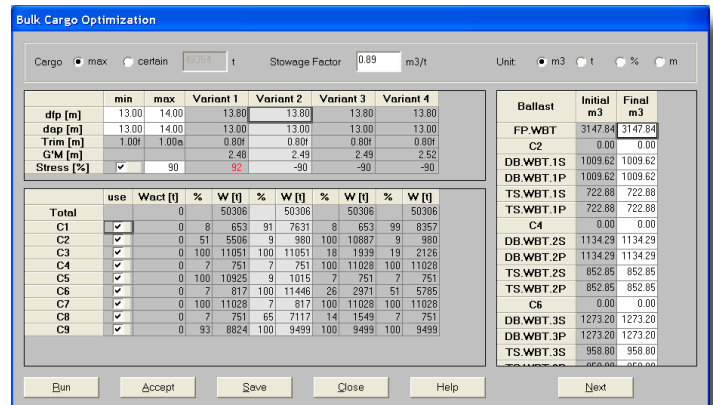 Bulk Cargo Optimization
Cargo max certain 49354 t Stowage Factor 0.89 m3/t Unit: m3 t % m
min max Variant 1 Variant 2 Variant 3 Variant 4
dfp [m] 13.00 14.00 13.80 13.80 13.80 13.80
dap [m] 13.00 14.00 13.00 13.00 13.00 13.00
Trim [m] 1.00f 1.00a 0.80f 0.80f 0.80f 0.80f
G'M [m] 2.48 2.49 2.49 2.52
Stress [%] 90 92 -90 -90 -90
use Wact [t] % W [t] % W [t] % W [t] % W [t]
Total 0 50306 50306 50306 50306
C1 0 8 653 91 7631 8 653 99 8357
C2 0 51 5506 9 980 100 10887 9 980
C3 0 100 11051 100 11051 18 1939 19 2126
C4 0 7 751 7 751 100 11028 100 11028
C5 0 100 10925 9 1015 7 751 7 751
C6 0 7 817 100 11446 26 2971 51 5785
C7 0 100 11028 7 817 100 11028 100 11028
C8 0 7 751 65 7117 14 1549 7 751
C9 0 93 8824 100 9499 100 9499 100 9499
Ballast Initial m3 Final m3
FP.WBT 3147.84 3147.84
C2 0.00 0.00
DB.WBT.1S 1009.62 1009.62
DB.WBT.1P 1009.62 1009.62
TS.WBT.1S 722.88 722.88
TS.WBT.1P 722.88 722.88
C4 0.00 0.00
DB.WBT.2S 1134.29 1134.29
DB.WBT.2P 1134.29 1134.29
TS.WBT.2S 852.85 852.85
TS.WBT.2P 852.85 852.85
C6 0.00 0.00
DB.WBT.3S 1273.20 1273.20
DB.WBT.3P 1273.20 1273.20
TS.WBT.3S 958.80 958.80
Run Accept Save Close Help Next